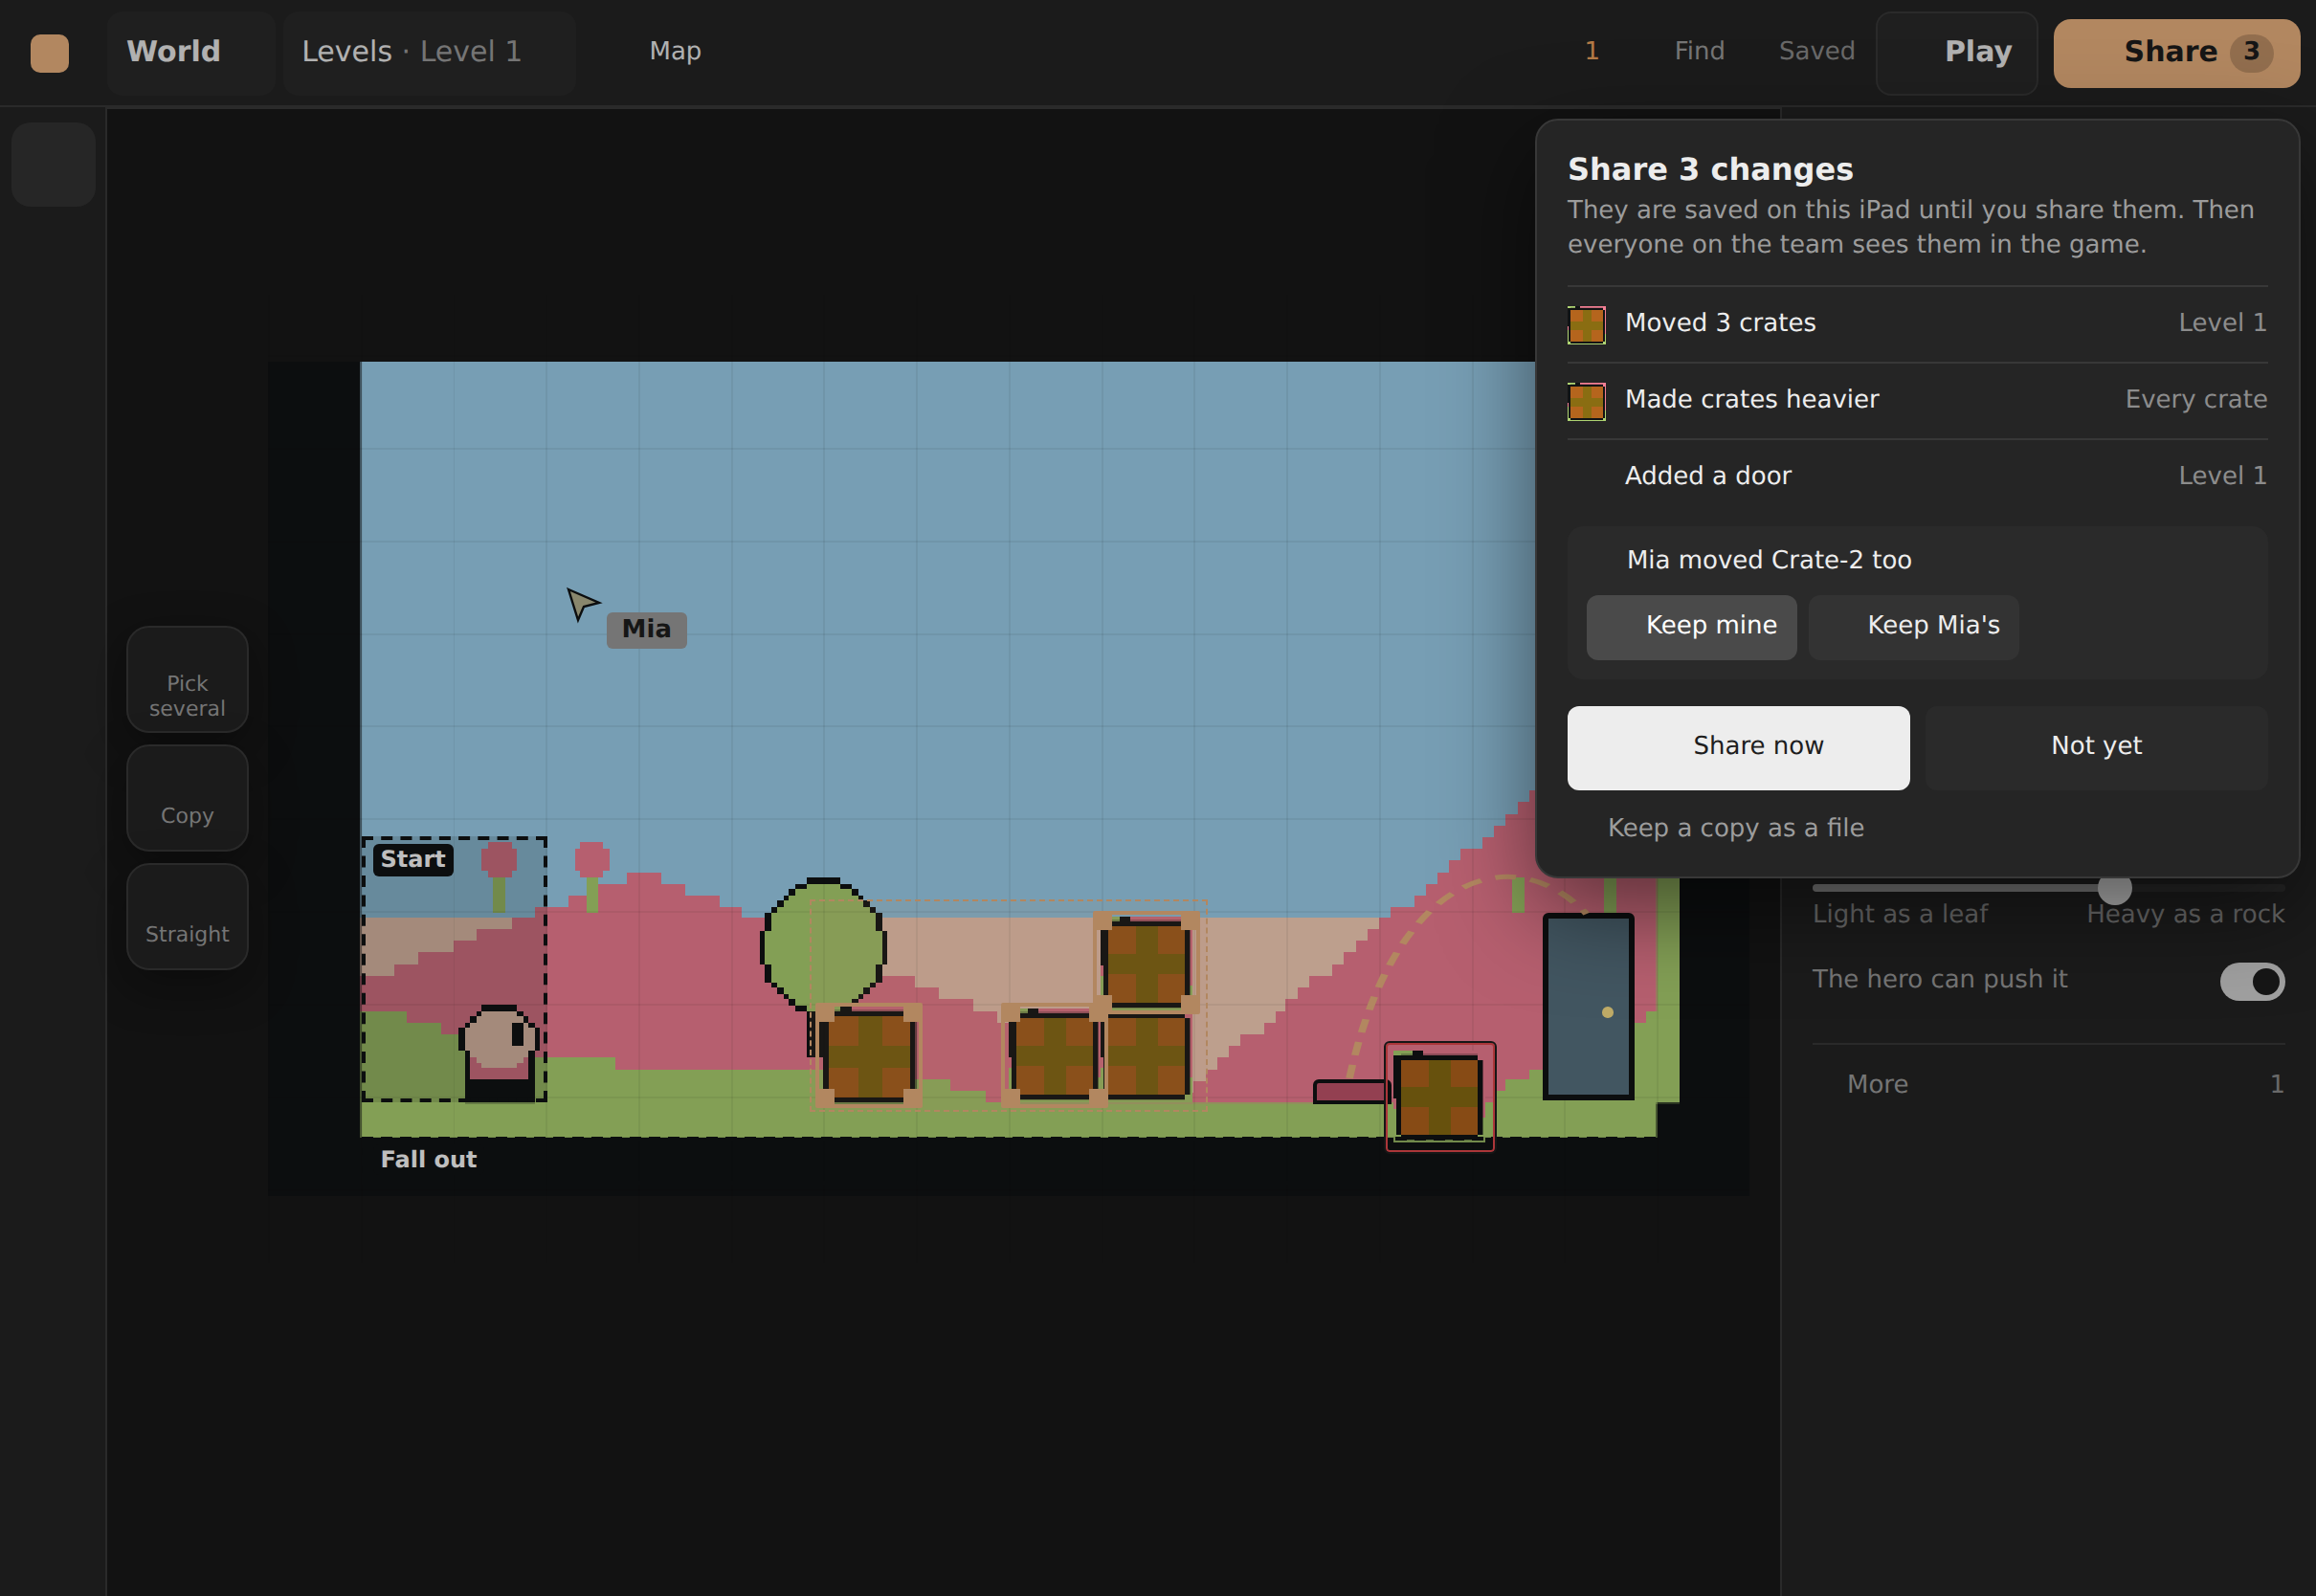 World
Levels · Level 1
Map
1
Find
Saved
Play
Share 3
Share 3 changes
They are saved on this iPad until you share them. Then
everyone on the team sees them in the game.
Moved 3 crates
Level 1
Made crates heavier
Every crate
Added a door
Level 1
Mia moved Crate-2 too
Keep mine
Keep Mia's
Share now
Not yet
Keep a copy as a file
Mia
Pick
several
Copy
Straight
Start
Fall out
Light as a leaf
Heavy as a rock
The hero can push it
More
1